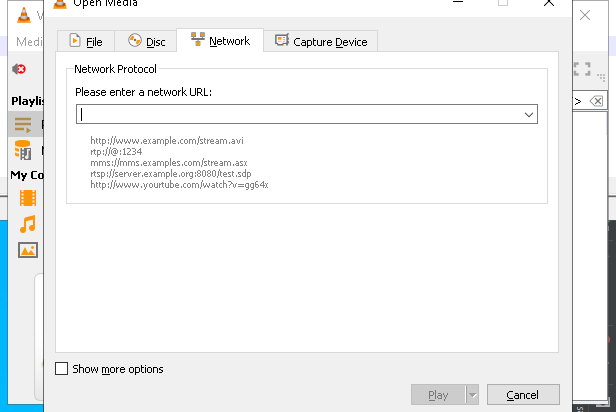 Open Media
V
Medi
File
Disc
Network
Capture Device
Playlis
My Co
Network Protocol
Please enter a network URL:
http://www.example.com/stream.avi
rtp://@:1234
mms://mms.examples.com/stream.asx
rtsp://server.example.org:8080/test.sdp
http://www.yourtube.com/watch?v=gg64x
Show more options
Play
Cancel